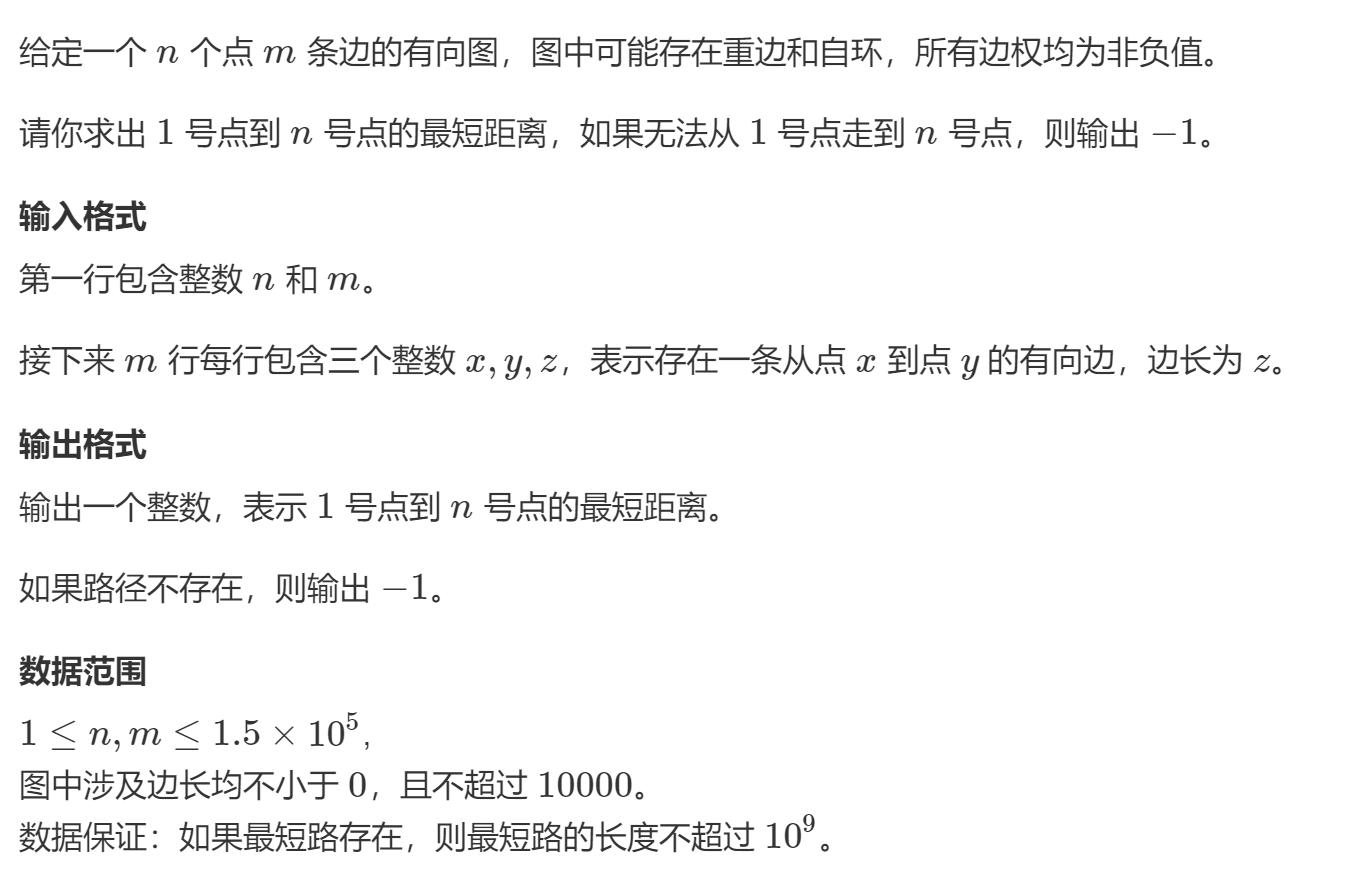 给定一个 n 个点 m 条边的有向图，图中可能存在重边和自环，所有边权均为非负值。
请你求出 1 号点到 n 号点的最短距离，如果无法从 1 号点走到 n 号点，则输出 −1。
输入格式
第一行包含整数 n 和 m。
接下来 m 行每行包含三个整数 x, y, z，表示存在一条从点 x 到点 y 的有向边，边长为 z。
输出格式
输出一个整数，表示 1 号点到 n 号点的最短距离。
如果路径不存在，则输出 −1。
数据范围
1 ≤ n, m ≤ 1.5 × 10⁵,
图中涉及边长均不小于 0，且不超过 10000。
数据保证：如果最短路存在，则最短路的长度不超过 10⁹。